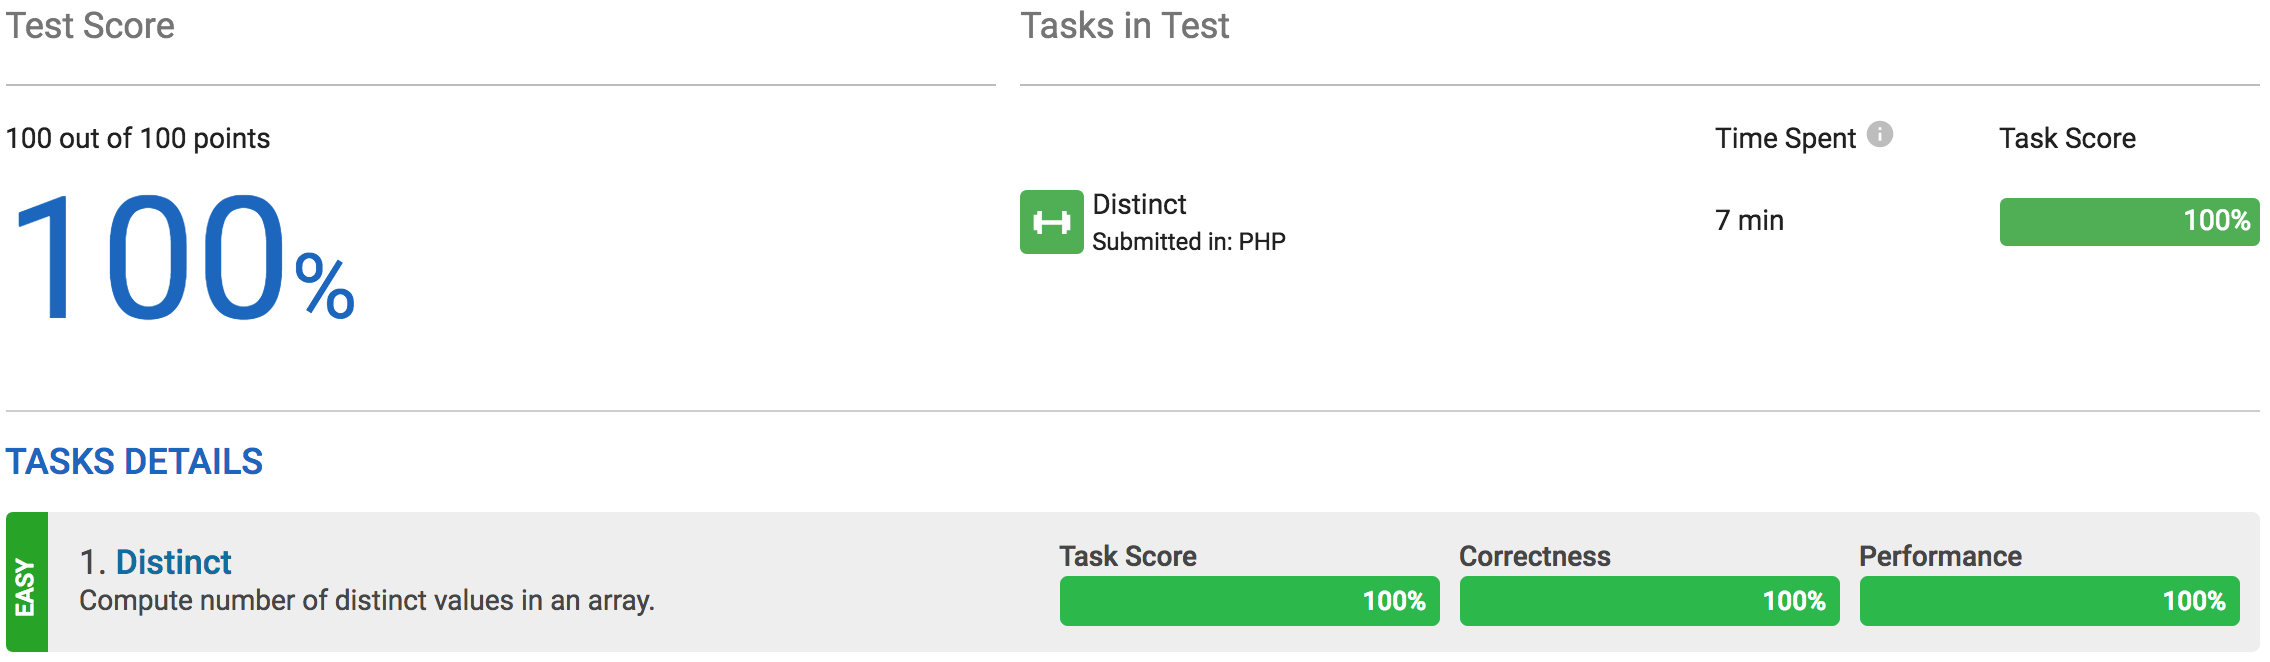 Test Score
Tasks in Test
100 out of 100 points
Time Spent
Task Score
100%
Distinct
Submitted in: PHP
7 min
100%
TASKS DETAILS
EASY
1. Distinct
Compute number of distinct values in an array.
Task Score
100%
Correctness
100%
Performance
100%